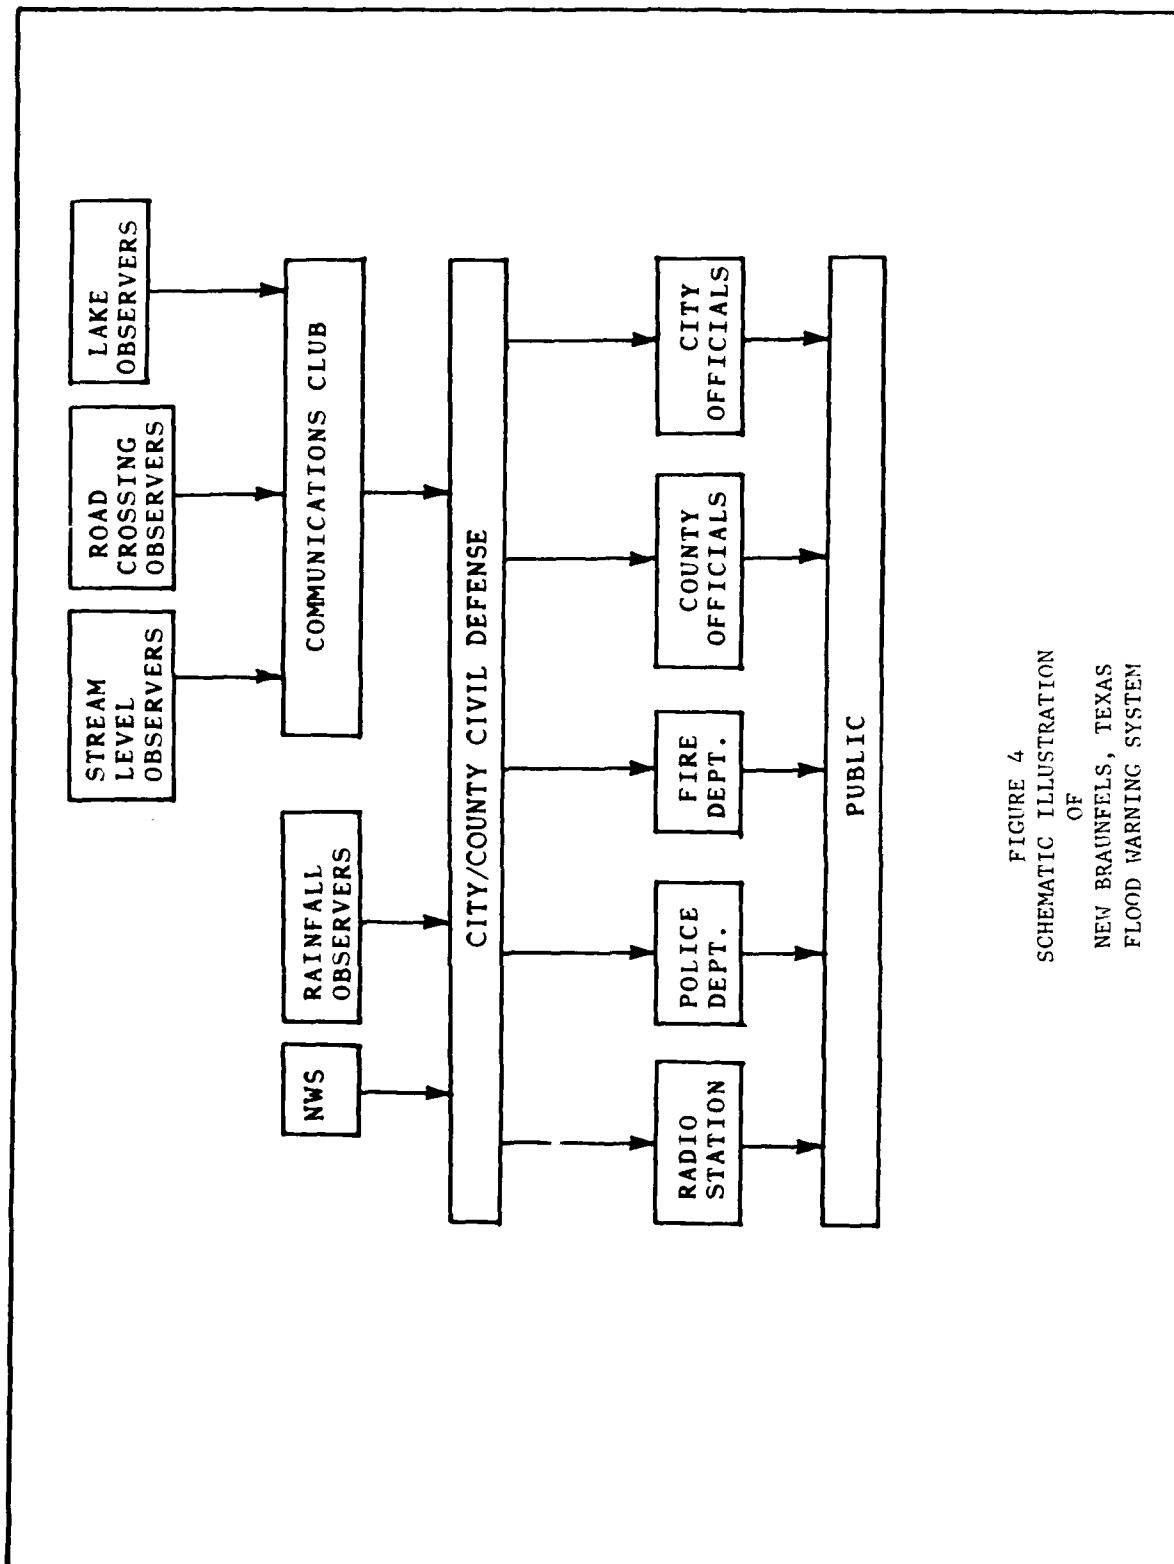 STREAM
LEVEL
OBSERVERS
ROAD
CROSSING
OBSERVERS
LAKE
OBSERVERS
NWS
RAINFALL
OBSERVERS
COMMUNICATIONS CLUB
CITY/COUNTY CIVIL DEFENSE
RADIO
STATION
POLICE
DEPT.
FIRE
DEPT.
COUNTY
OFFICIALS
CITY
OFFICIALS
PUBLIC
FIGURE 4
SCHEMATIC ILLUSTRATION
OF
NEW BRAUNFELS, TEXAS
FLOOD WARNING SYSTEM